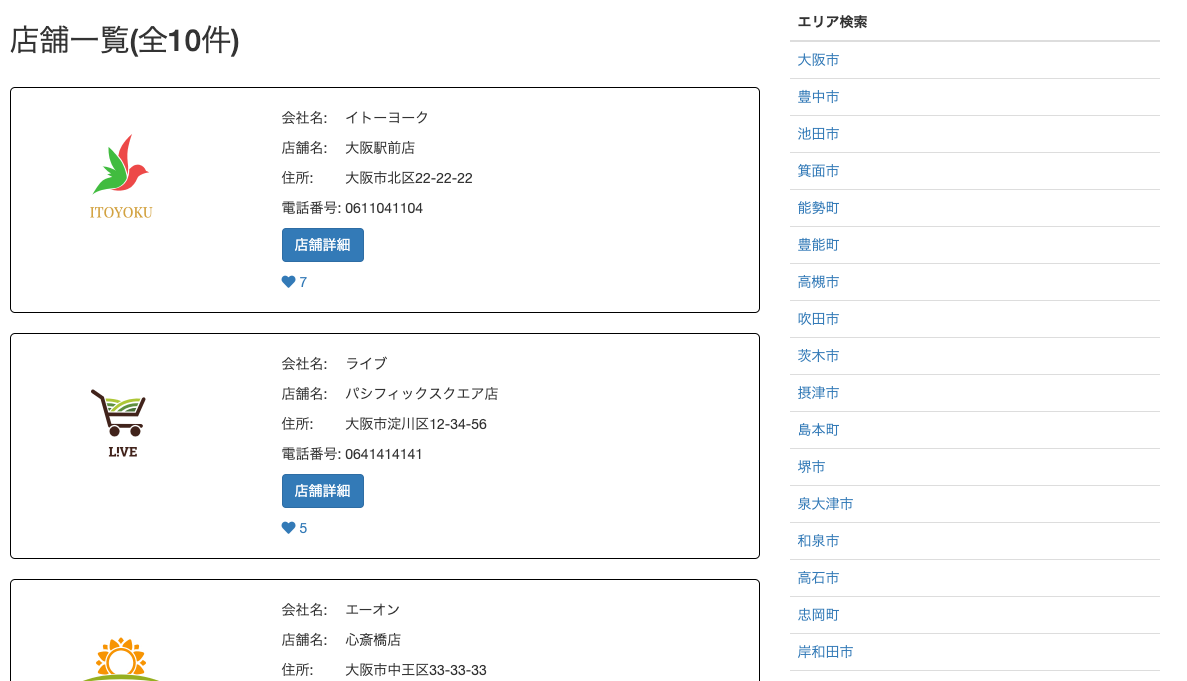 店舗一覧(全10件)
ITOYOKU
会社名: イトーヨーク
店舗名: 大阪駅前店
住所: 大阪市北区22-22-22
電話番号: 0611041104
店舗詳細
7
L!VE
会社名: ライブ
店舗名: パシフィックスクエア店
住所: 大阪市淀川区12-34-56
電話番号: 0641414141
店舗詳細
5
会社名: エーオン
店舗名: 心斎橋店
住所: 大阪市中王区33-33-33
エリア検索
大阪市
豊中市
池田市
箕面市
能勢町
豊能町
高槻市
吹田市
茨木市
摂津市
島本町
堺市
泉大津市
和泉市
高石市
忠岡町
岸和田市